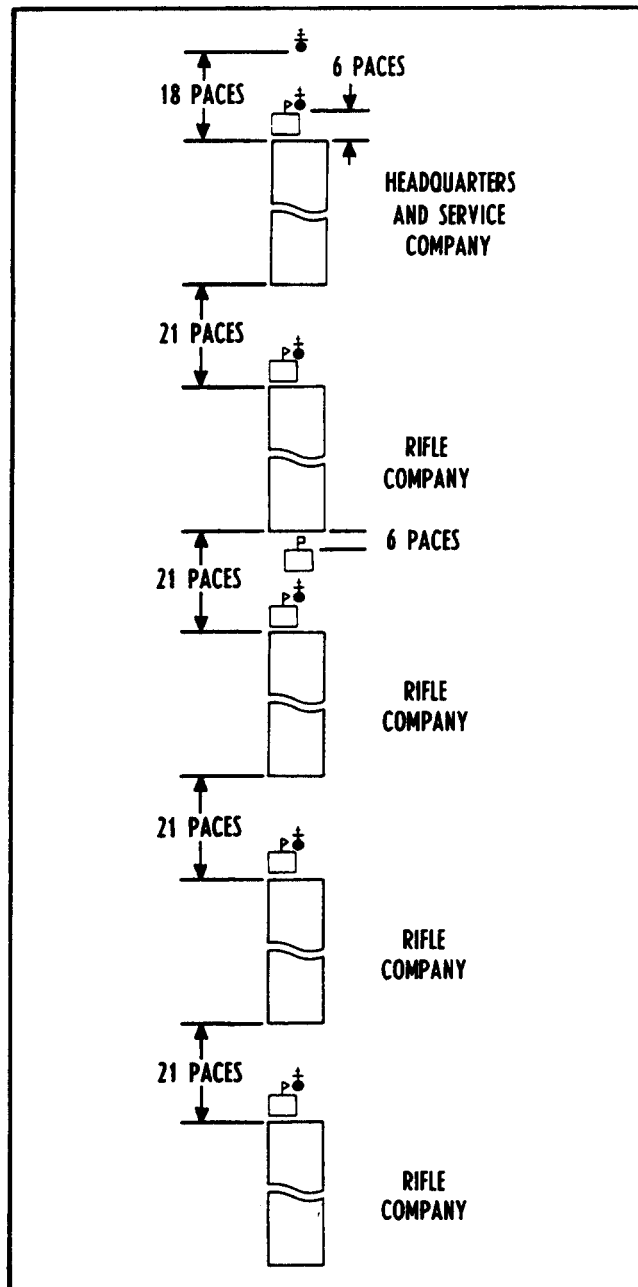 6 PACES
18 PACES
HEADQUARTERS
AND SERVICE
COMPANY
21 PACES
RIFLE
COMPANY
6 PACES
21 PACES
RIFLE
COMPANY
21 PACES
RIFLE
COMPANY
21 PACES
RIFLE
COMPANY